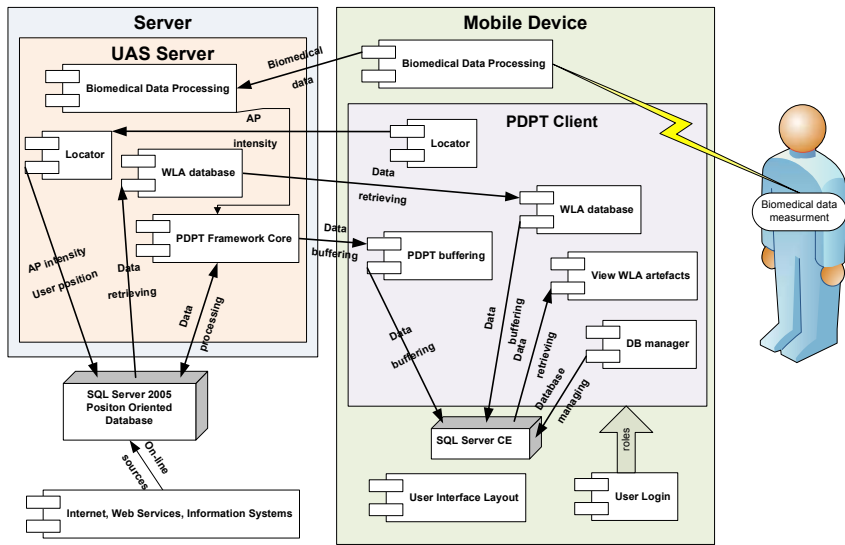 Server
Mobile Device
UAS Server
Biomedical Data Processing
Biomedical
data
Biomedical Data Processing
AP
intensity
PDPT Client
Locator
Locator
WLA database
Data
retrieving
WLA database
Biomedical data
measurment
PDPT Framework Core
Data
buffering
PDPT buffering
View WLA artefacts
AP intensity
User position
Data
retrieving
Data
processing
Data
buffering
Data
buffering
Data
retrieving
DB manager
Database
managing
SQL Server 2005
Positon Oriented
Database
SQL Server CE
roles
On-line
sources
Internet, Web Services, Information Systems
User Interface Layout
User Login